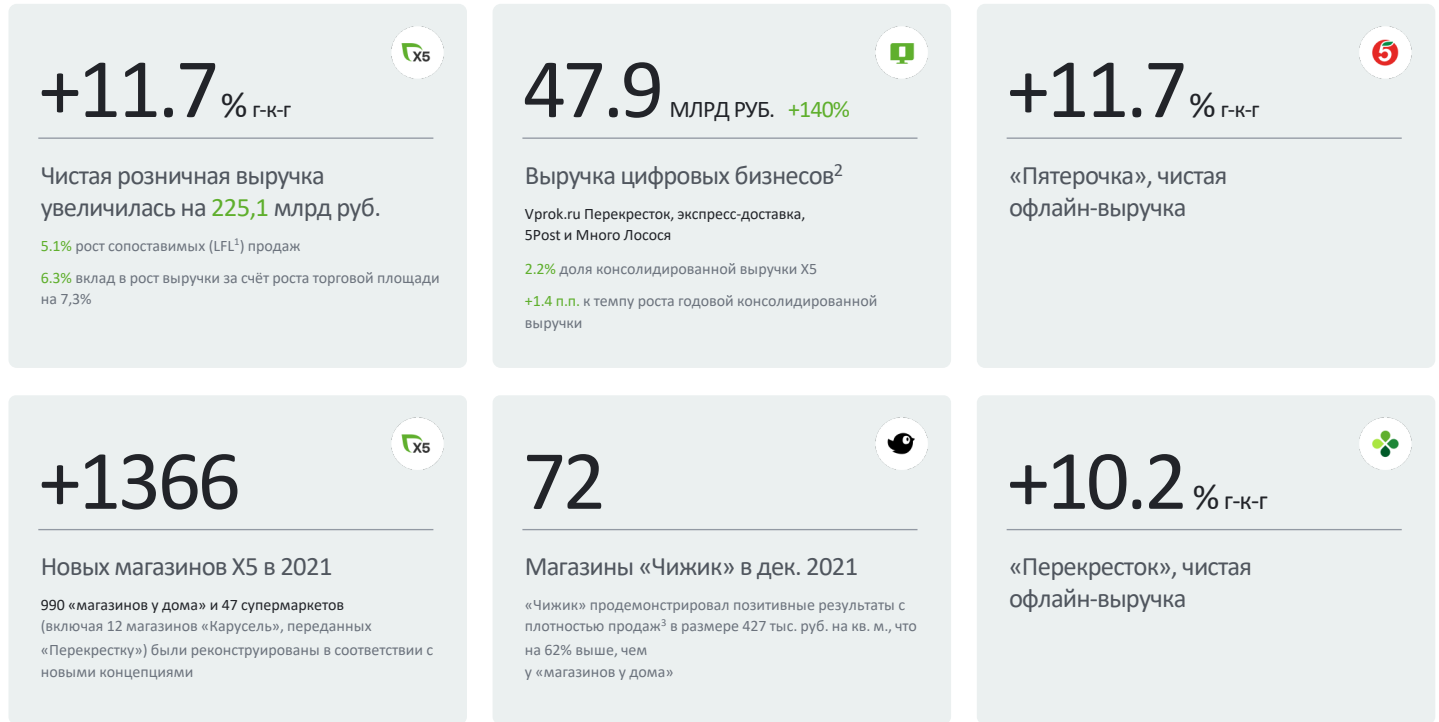 X5
+11.7 % г-к-г
Чистая розничная выручка
увеличилась на 225,1 млрд руб.
5.1% рост сопоставимых (LFL¹) продаж
6.3% вклад в рост выручки за счёт роста торговой площади
на 7,3%
47.9 МЛРД РУБ. +140%
Выручка цифровых бизнесов²
Vprok.ru Перекресток, экспресс-доставка,
5Post и Много Лосося
2.2% доля консолидированной выручки X5
+1.4 п.п. к темпу роста годовой консолидированной
выручки
5
+11.7 % г-к-г
«Пятерочка», чистая
офлайн-выручка
X5
+1366
Новых магазинов X5 в 2021
990 «магазинов у дома» и 47 супермаркетов
(включая 12 магазинов «Карусель», переданных
«Перекрестку») были реконструированы в соответствии с
новыми концепциями
72
Магазины «Чижик» в дек. 2021
«Чижик» продемонстрировал позитивные результаты с
плотностью продаж³ в размере 427 тыс. руб. на кв. м., что
на 62% выше, чем
у «магазинов у дома»
+10.2 % г-к-г
«Перекресток», чистая
офлайн-выручка